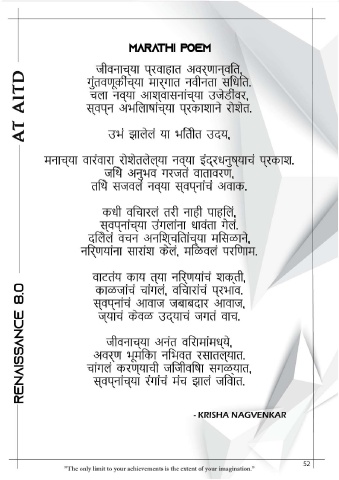 MARATHI POEM
जीवनाच्या प्रवाहात अवर्णान्वति,
गुंतवणूकींच्या मार्गात नवीनता सधिति.
चला नव्या आश्वासनांच्या उजेडींवर,
स्वप्न अभिलाषांच्या प्रकाशाने रोशेत.
उभं झालेलं या भतिीत उदय,
मनाच्या वारंवारा रोशेतलेल्या नव्या इंद्रधनुष्याचं प्रकाश.
जथि अनुभव गरजतं वातावरण,
तथि सजवलें नव्या स्वप्नांचं अवाक.
कधी वचिारलं तरी नाही पाहलिं,
स्वप्नांच्या उंगलांना धावंता गेलं.
दलिलें वचन अनशि्चतिांच्या मसिळाने,
नरि्णयांना सारांश केलं, मळिवलं परणिाम.
वाटतंय काय त्या नरि्णयांचं शक्ती,
काळजांचं चांगलं, वचिारांचं प्रभाव.
स्वप्नांचं आवाज जबाबदार आवाज,
ज्याचं केवळ उद्याचं जगतं वाच.
जीवनाच्या अनंत वरिामांमध्ये,
अवर्ण भूमकिा नभिवत रसातल्यात.
चांगलं करण्याची जजिीवषिा सगळ्यात,
स्वप्नांच्या रंगांचं मंच झालं जविात.
- KRISHA NAGVENKAR
AT AITD
RENAISSANCE 8.0
"The only limit to your achievements is the extent of your imagination."
52